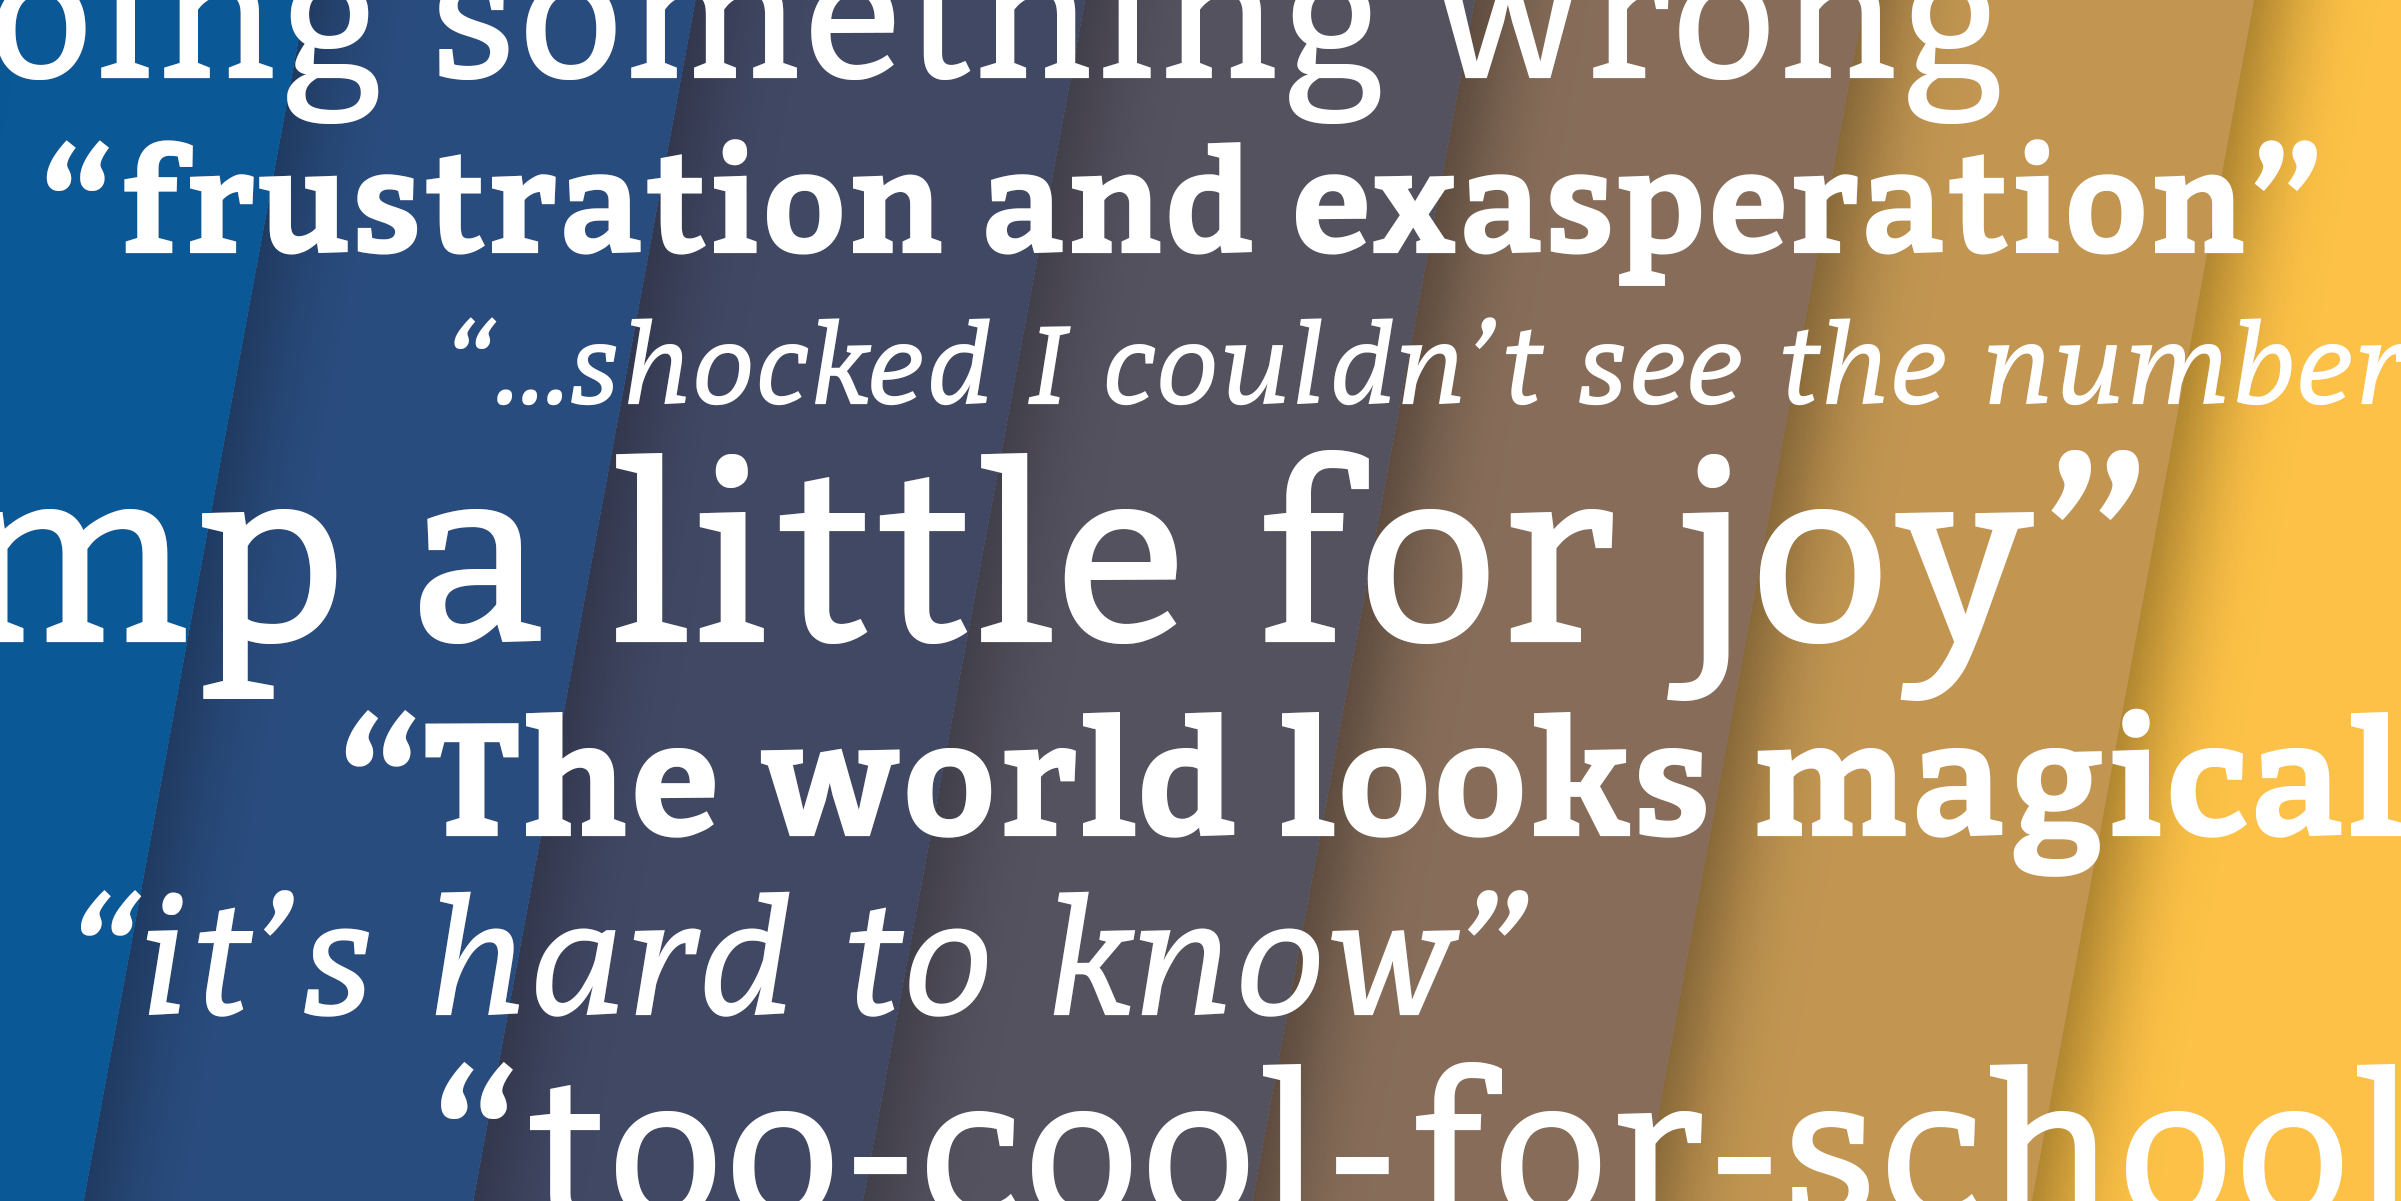 oing something wrong
“frustration and exasperation”
“...shocked I couldn’t see the number
mp a little for joy”
“The world looks magical
“it’s hard to know”
“too-cool-for-school